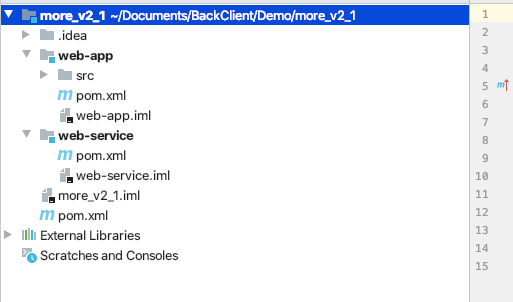 more_v2_1 ~/Documents/BackClient/Demo/more_v2_1
.idea
web-app
src
pom.xml
web-app.iml
web-service
pom.xml
web-service.iml
more_v2_1.iml
pom.xml
External Libraries
Scratches and Consoles
1
2
3
4
5
6
7
8
9
10
11
12
13
14
15